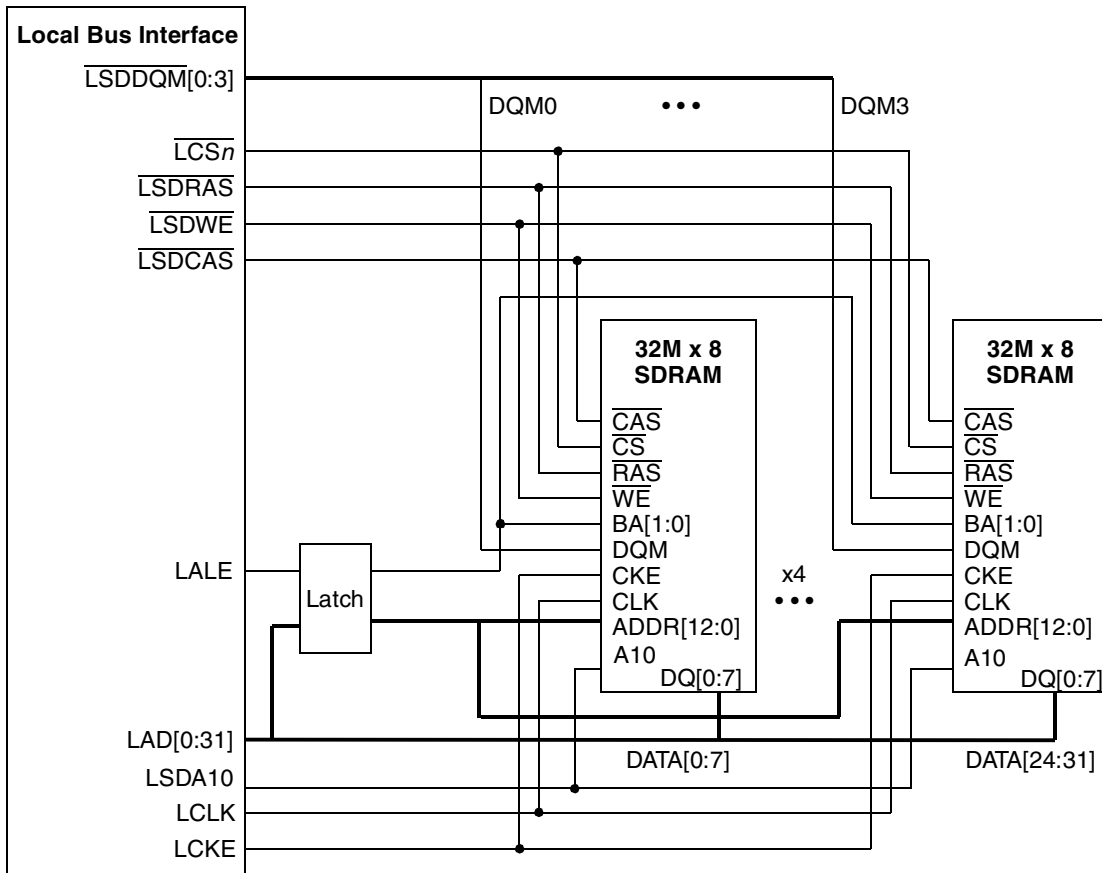 Local Bus Interface
LSDDQM[0:3]
DQM0
DQM3
LCSn
LSDRAS
LSDWE
LSDCAS
32M x 8
SDRAM
CAS
CS
RAS
WE
BA[1:0]
DQM
CKE
CLK
ADDR[12:0]
A10
DQ[0:7]
32M x 8
SDRAM
CAS
CS
RAS
WE
BA[1:0]
DQM
CKE
CLK
ADDR[12:0]
A10
DQ[0:7]
x4
LALE
Latch
LAD[0:31]
DATA[0:7]
DATA[24:31]
LSDA10
LCLK
LCKE